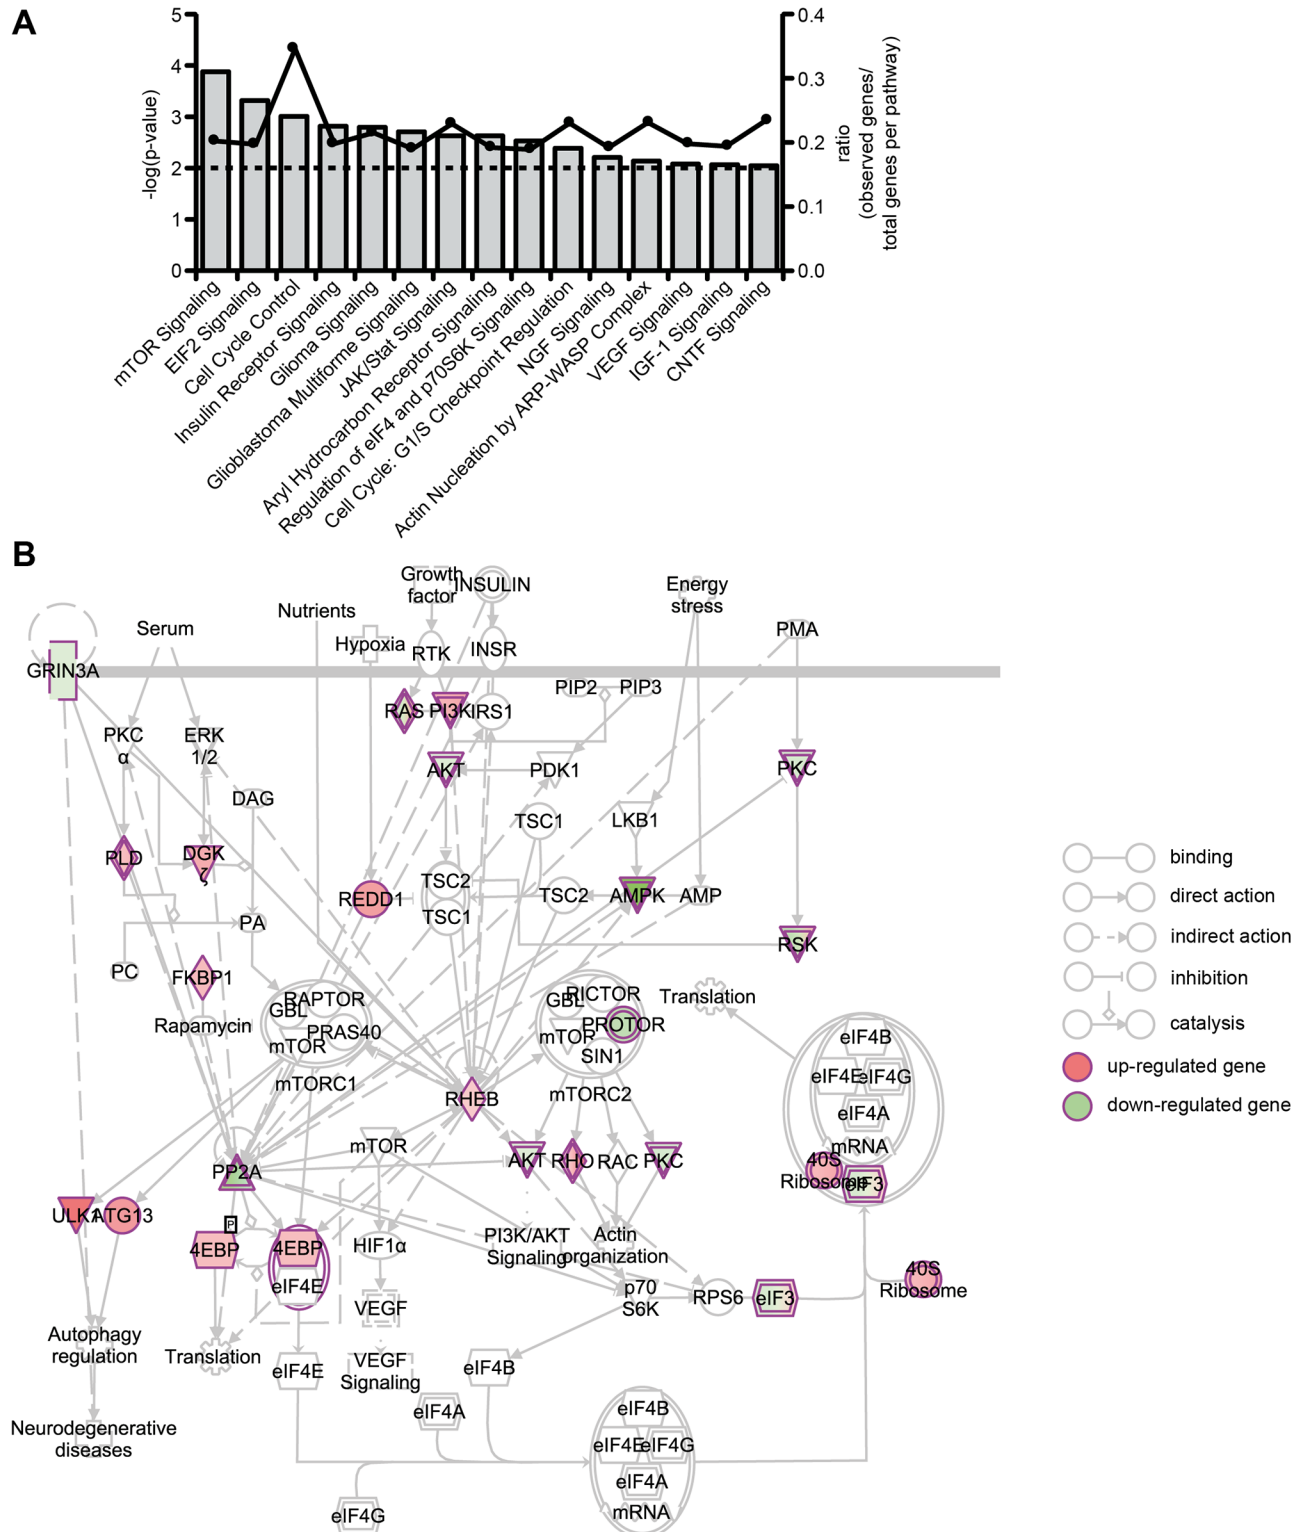 A
5
4
3
2
1
0
-log(p-value)
0.4
0.3
0.2
0.1
0.0
ratio
(observed genes/
total genes per pathway)
mTOR Signaling
EIF2 Signaling
Cell Cycle Control
Insulin Receptor Signaling
Glioma Signaling
Glioblastoma Multiforme Signaling
JAK/Stat Signaling
Aryl Hydrocarbon Receptor Signaling
Regulation of eIF4 and p70S6K Signaling
Cell Cycle: G1/S Checkpoint Regulation
NGF Signaling
Actin Nucleation by ARP-WASP Complex
VEGF Signaling
IGF-1 Signaling
CNTF Signaling
B
Growth
factor
INSULIN
Energy
stress
Nutrients
Serum
PMA
Hypoxia
RTK
INSR
GRIN3A
PIP2
PIP3
RAS
PI3K
IRS1
PKC
α
ERK
1/2
AKT
PDK1
PKC
DAG
TSC1
LKB1
PLD
DGK
ζ
REDD1
TSC2
TSC1
TSC2
AMPK
AMP
PA
RSK
PC
FKBP1
Rapamycin
RAPTOR
GBL
PRAS40
mTOR
mTORC1
RICTOR
GBL
PROTOR
mTOR
SIN1
mTORC2
Translation
eIF4B
eIF4E
eIF4G
eIF4A
mRNA
40S
Ribosome
eIF3
RHEB
mTOR
PP2A
AKT
RHO
RAC
PKC
ULK1
ATG13
P
4EBP
4EBP
eIF4E
HIF1α
PI3K/AKT
Signaling
Actin
organization
p70
S6K
RPS6
eIF3
40S
Ribosome
VEGF
Autophagy
regulation
Translation
eIF4E
VEGF
Signaling
eIF4B
eIF4A
Neurodegenerative
diseases
eIF4G
eIF4B
eIF4E
eIF4G
eIF4A
mRNA
binding
direct action
indirect action
inhibition
catalysis
up-regulated gene
down-regulated gene